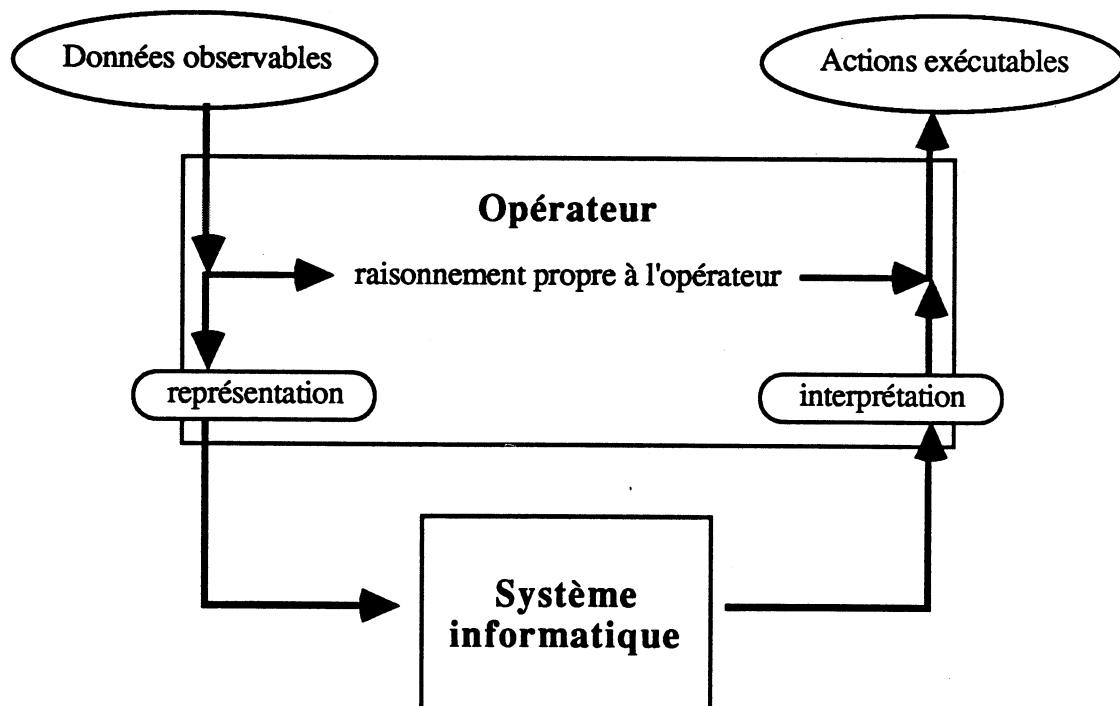 Données observables
Actions exécutables
Opérateur
raisonnement propre à l'opérateur
représentation
interprétation
Système
informatique